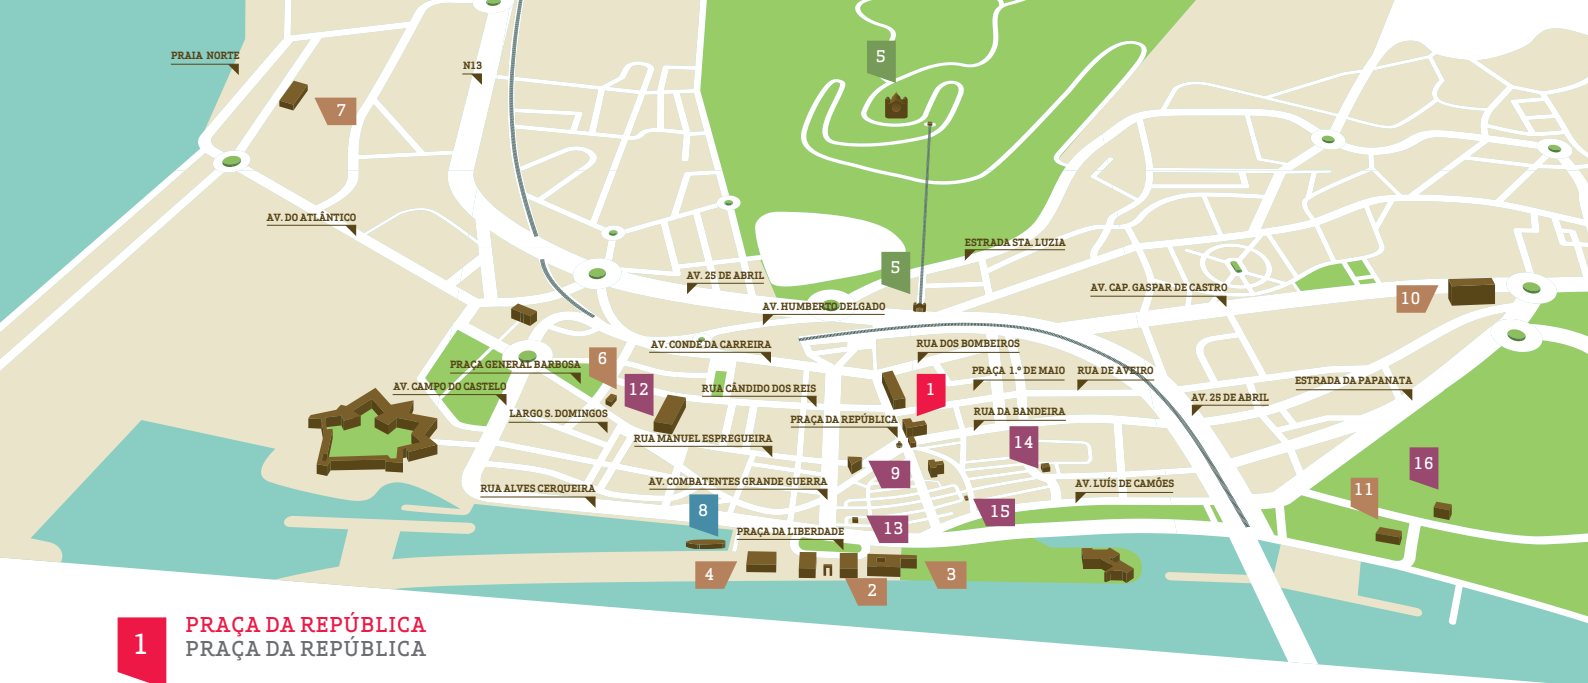 5
PRAIA NORTE
N13
7
AV. DO ATLÂNTICO
ESTRADA STA. LUZIA
5
AV. 25 DE ABRIL
AV. CAP. GASPAR DE CASTRO
10
AV. HUMBERTO DELGADO
AV. CONDE DA CARREIRA
RUA DOS BOMBEIROS
6
PRAÇA GENERAL BARBOSA
PRAÇA 1.º DE MAIO
RUA DE AVEIRO
ESTRADA DA PAPANATA
AV. CAMPO DO CASTELO
12
RUA CÂNDIDO DOS REIS
1
AV. 25 DE ABRIL
LARGO S. DOMINGOS
PRAÇA DA REPÚBLICA
RUA DA BANDEIRA
RUA MANUEL ESPREGUEIRA
14
16
9
RUA ALVES CERQUEIRA
AV. COMBATENTES GRANDE GUERRA
AV. LUÍS DE CAMÕES
11
8
15
PRAÇA DA LIBERDADE
13
4
3
2
1
PRAÇA DA REPÚBLICA
PRAÇA DA REPÚBLICA